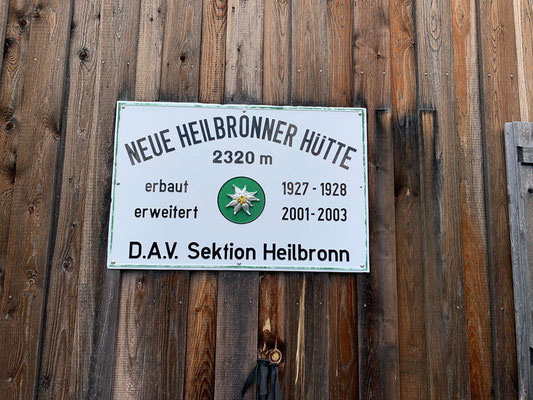 NEUE HEILBRONNER HÜTTE
2320 m
erbaut 1927 - 1928
erweitert 2001 - 2003
D.A.V. Sektion Heilbronn